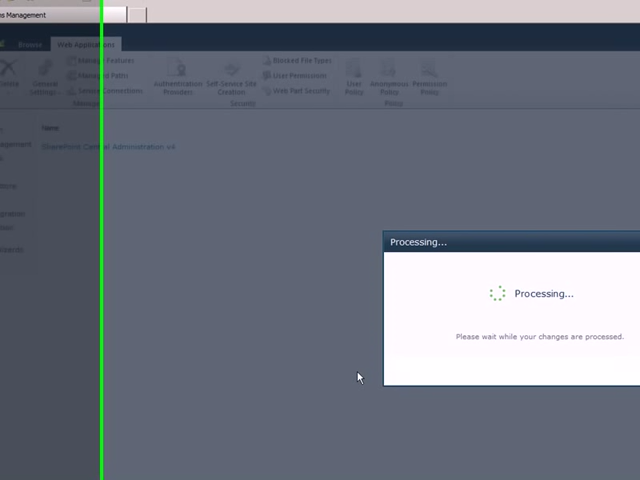 ns Management
Browse
Web Applications
Manage Features
Managed Paths
Service Connections
General Settings
Authentication Providers
Self-Service Site Creation
Blocked File Types
User Permissions
Web Part Security
User Policy
Anonymous Policy
Permission Policy
Security
Policy
Name
SharePoint Central Administration v4
Processing...
Processing...
Please wait while your changes are processed.